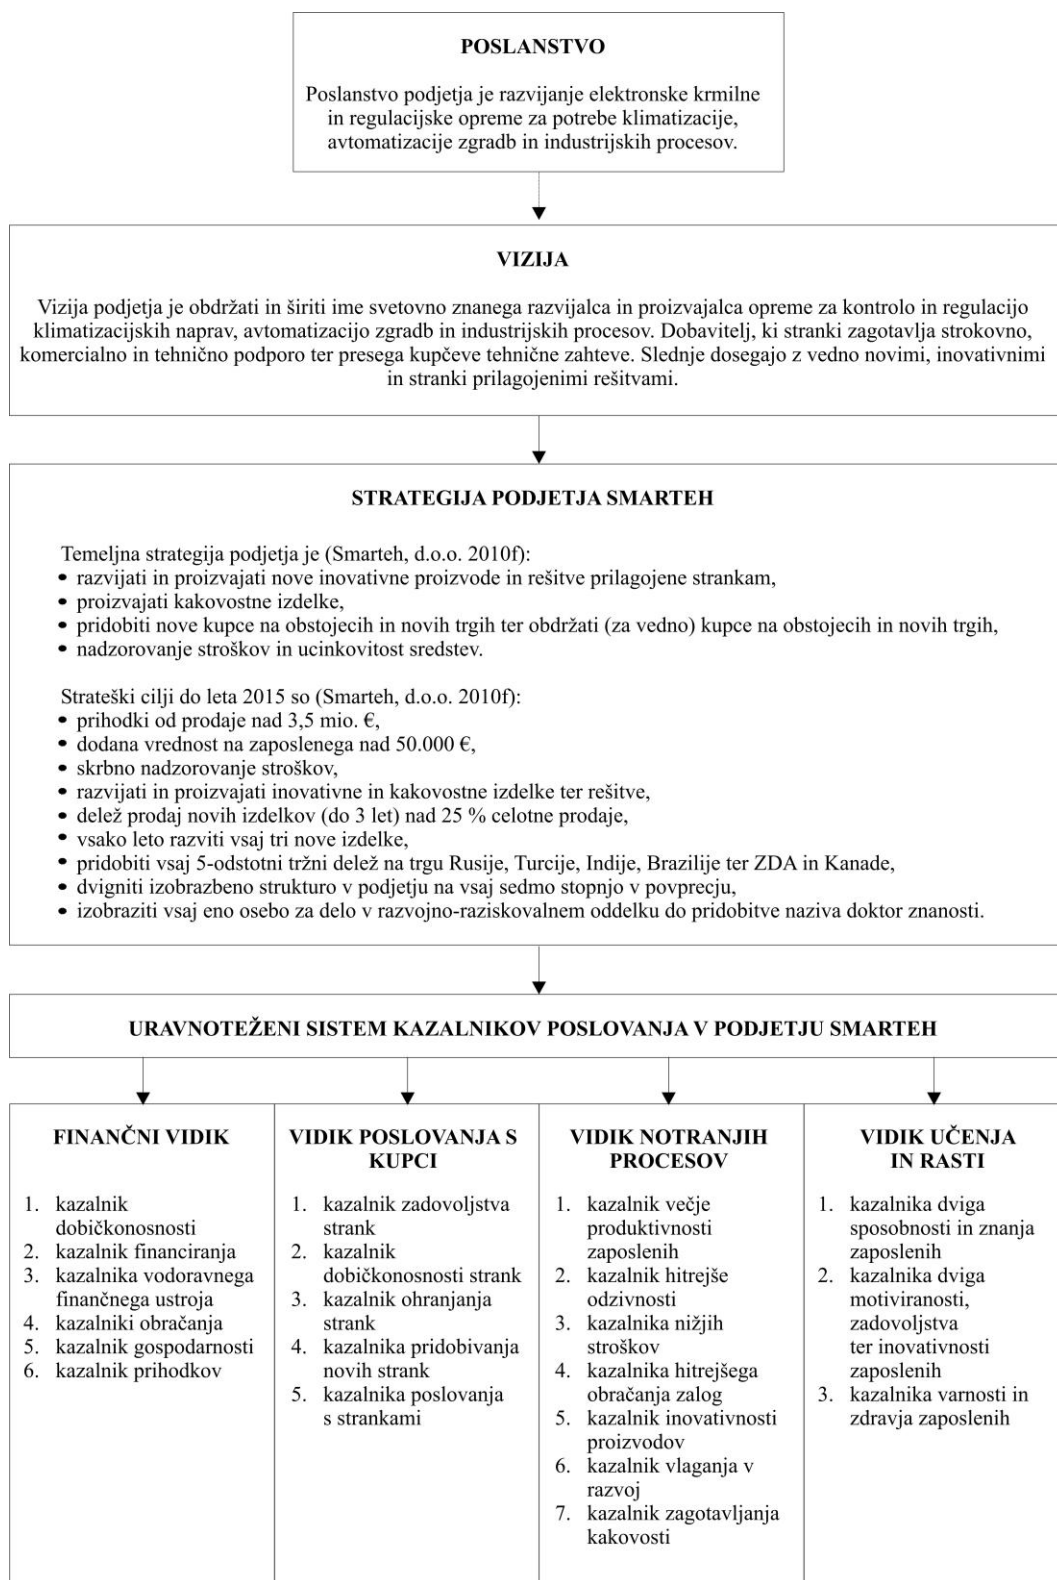 POSLANSTVO
Poslanstvo podjetja je razvijanje elektronske krmilne
in regulacijske opreme za potrebe klimatizacije,
avtomatizacije zgradb in industrijskih procesov.
VIZIJA
Vizija podjetja je obdržati in širiti ime svetovno znanega razvijalca in proizvajalca opreme za kontrolo in regulacijo
klimatizacijskih naprav, avtomatizacijo zgradb in industrijskih procesov. Dobavitelj, ki stranki zagotavlja strokovno,
komercialno in tehnično podporo ter presega kupčeve tehnične zahteve. Slednje dosegajo z vedno novimi, inovativnimi
in stranki prilagojenimi rešitvami.
STRATEGIJA PODJETJA SMARTEH
Temeljna strategija podjetja je (Smarteh, d.o.o. 2010f):
• razvijati in proizvajati nove inovativne proizvode in rešitve prilagojene strankam,
• proizvajati kakovostne izdelke,
• pridobiti nove kupce na obstojecih in novih trgih ter obdržati (za vedno) kupce na obstojecih in novih trgih,
• nadzorovanje stroškov in ucinkovitost sredstev.
Strateški cilji do leta 2015 so (Smarteh, d.o.o. 2010f):
• prihodki od prodaje nad 3,5 mio. €,
• dodana vrednost na zaposlenega nad 50.000 €,
• skrbno nadzorovanje stroškov,
• razvijati in proizvajati inovativne in kakovostne izdelke ter rešitve,
• delež prodaj novih izdelkov (do 3 let) nad 25 % celotne prodaje,
• vsako leto razviti vsaj tri nove izdelke,
• pridobiti vsaj 5-odstotni tržni delež na trgu Rusije, Turcije, Indije, Brazilije ter ZDA in Kanade,
• dvigniti izobrazbeno strukturo v podjetju na vsaj sedmo stopnjo v povprecju,
• izobraziti vsaj eno osebo za delo v razvojno-raziskovalnem oddelku do pridobitve naziva doktor znanosti.
URAVNOTEŽENI SISTEM KAZALNIKOV POSLOVANJA V PODJETJU SMARTEH
FINANČNI VIDIK
1. kazalnik
dobičkonosnosti
2. kazalnik financiranja
3. kazalnika vodoravnega
finančnega ustroja
4. kazalniki obračanja
5. kazalnik gospodarnosti
6. kazalnik prihodkov
VIDIK POSLOVANJA S
KUPCI
1. kazalnik zadovoljstva
strank
2. kazalnik
dobičkonosnosti strank
3. kazalnik ohranjanja
strank
4. kazalnika pridobivanja
novih strank
5. kazalnika poslovanja
s strankami
VIDIK NOTRANJIH
PROCESOV
1. kazalnik večje
produktivnosti
zaposlenih
2. kazalnik hitrejše
odzivnosti
3. kazalnika nižjih
stroškov
4. kazalnika hitrejšega
obračanja zalog
5. kazalnik inovativnosti
proizvodov
6. kazalnik vlaganja v
razvoj
7. kazalnik zagotavljanja
kakovosti
VIDIK UČENJA
IN RASTI
1. kazalnika dviga
sposobnosti in znanja
zaposlenih
2. kazalnika dviga
motiviranosti,
zadovoljstva
ter inovativnosti
zaposlenih
3. kazalnika varnosti in
zdravja zaposlenih